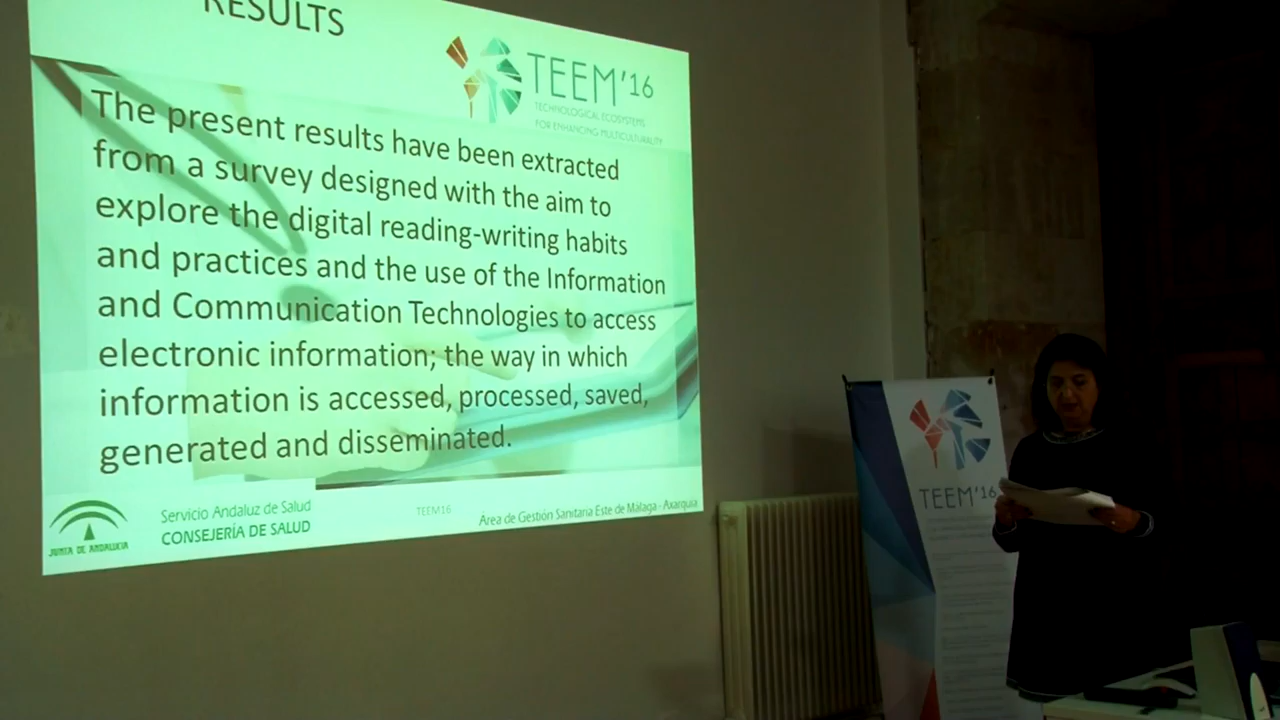 RESULTS
TEEM'16
TECHNOLOGICAL ECOSYSTEMS
FOR ENHANCING MULTICULTURALITY
The present results have been extracted
from a survey designed with the aim to
explore the digital reading-writing habits
and practices and the use of the Information
and Communication Technologies to access
electronic information; the way in which
information is accessed, processed, saved,
generated and disseminated.
JUNTA DE ANDALUCIA
Servicio Andaluz de Salud
CONSEJERÍA DE SALUD
TEEM16
Área de Gestión Sanitaria Este de Málaga - Axarquía
TEEM'16